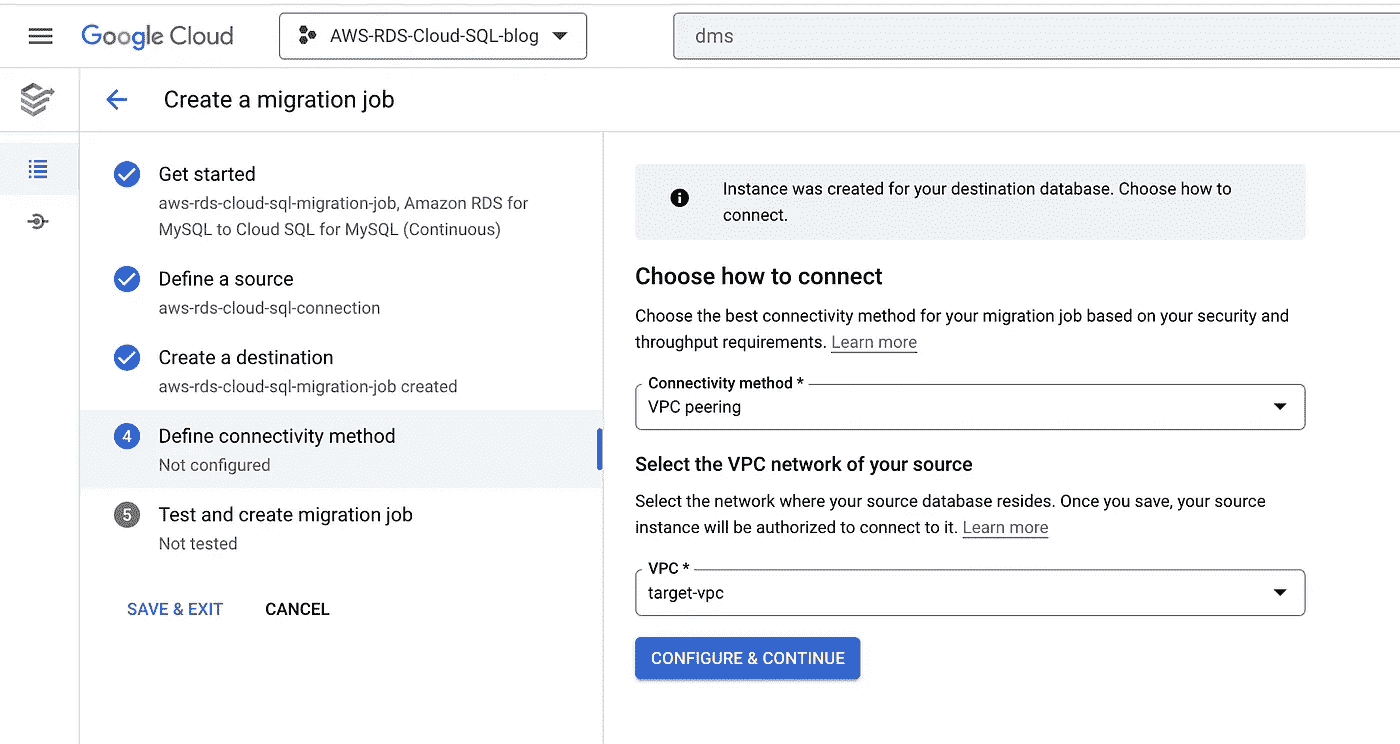 Google Cloud
AWS-RDS-Cloud-SQL-blog
dms
Create a migration job
Get started
aws-rds-cloud-sql-migration-job, Amazon RDS for
MySQL to Cloud SQL for MySQL (Continuous)
Define a source
aws-rds-cloud-sql-connection
Create a destination
aws-rds-cloud-sql-migration-job created
4 Define connectivity method
Not configured
5 Test and create migration job
Not tested
SAVE & EXIT CANCEL
Instance was created for your destination database. Choose how to
connect.
Choose how to connect
Choose the best connectivity method for your migration job based on your security and
throughput requirements. Learn more
Connectivity method *
VPC peering
Select the VPC network of your source
Select the network where your source database resides. Once you save, your source
instance will be authorized to connect to it. Learn more
VPC *
target-vpc
CONFIGURE & CONTINUE